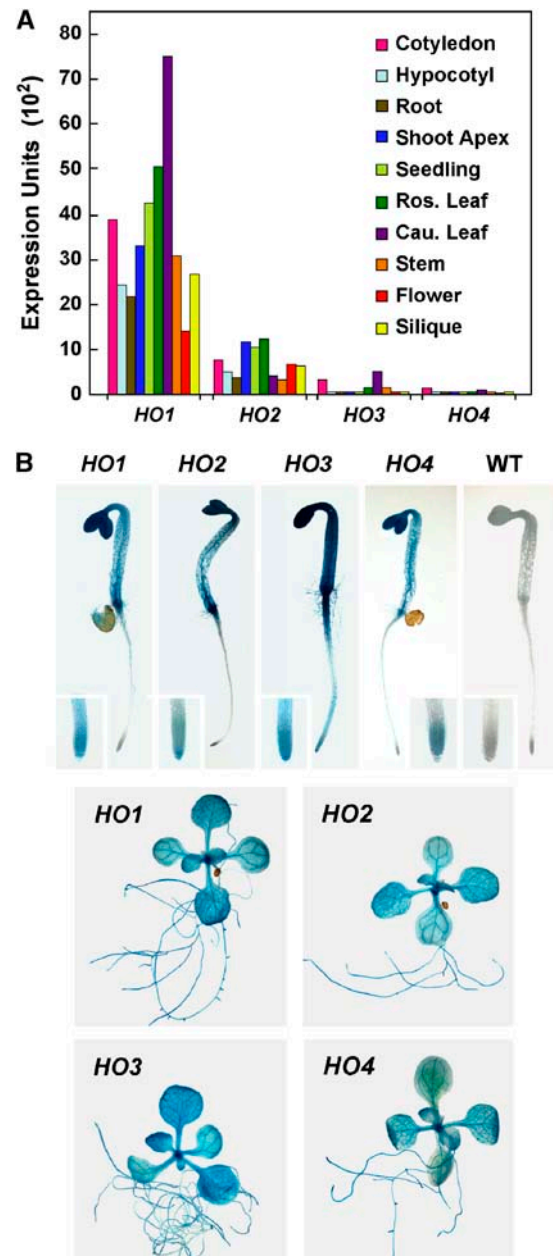 A
Expression Units (10²)
80
70
60
50
40
30
20
10
0
Cotyledon
Hypocotyl
Root
Shoot Apex
Seedling
Ros. Leaf
Cau. Leaf
Stem
Flower
Silique
HO1 HO2 HO3 HO4
B
HO1 HO2 HO3 HO4 WT
HO1 HO2
HO3 HO4